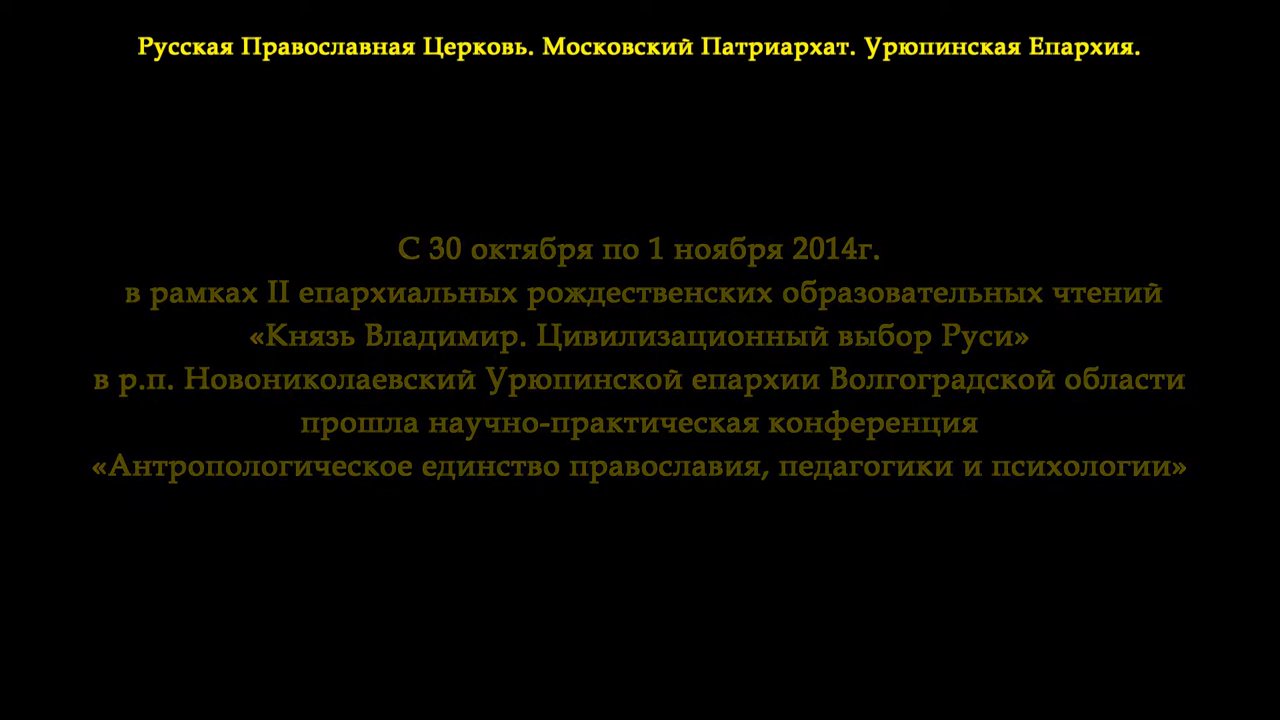 Русская Православная Церковь. Московский Патриархат. Урюпинская Епархия.
С 30 октября по 1 ноября 2014г.
в рамках II епархиальных рождественских образовательных чтений
«Князь Владимир. Цивилизационный выбор Руси»
в р.п. Новониколаевский Урюпинской епархии Волгоградской области
прошла научно-практическая конференция
«Антропологическое единство православия, педагогики и психологии»